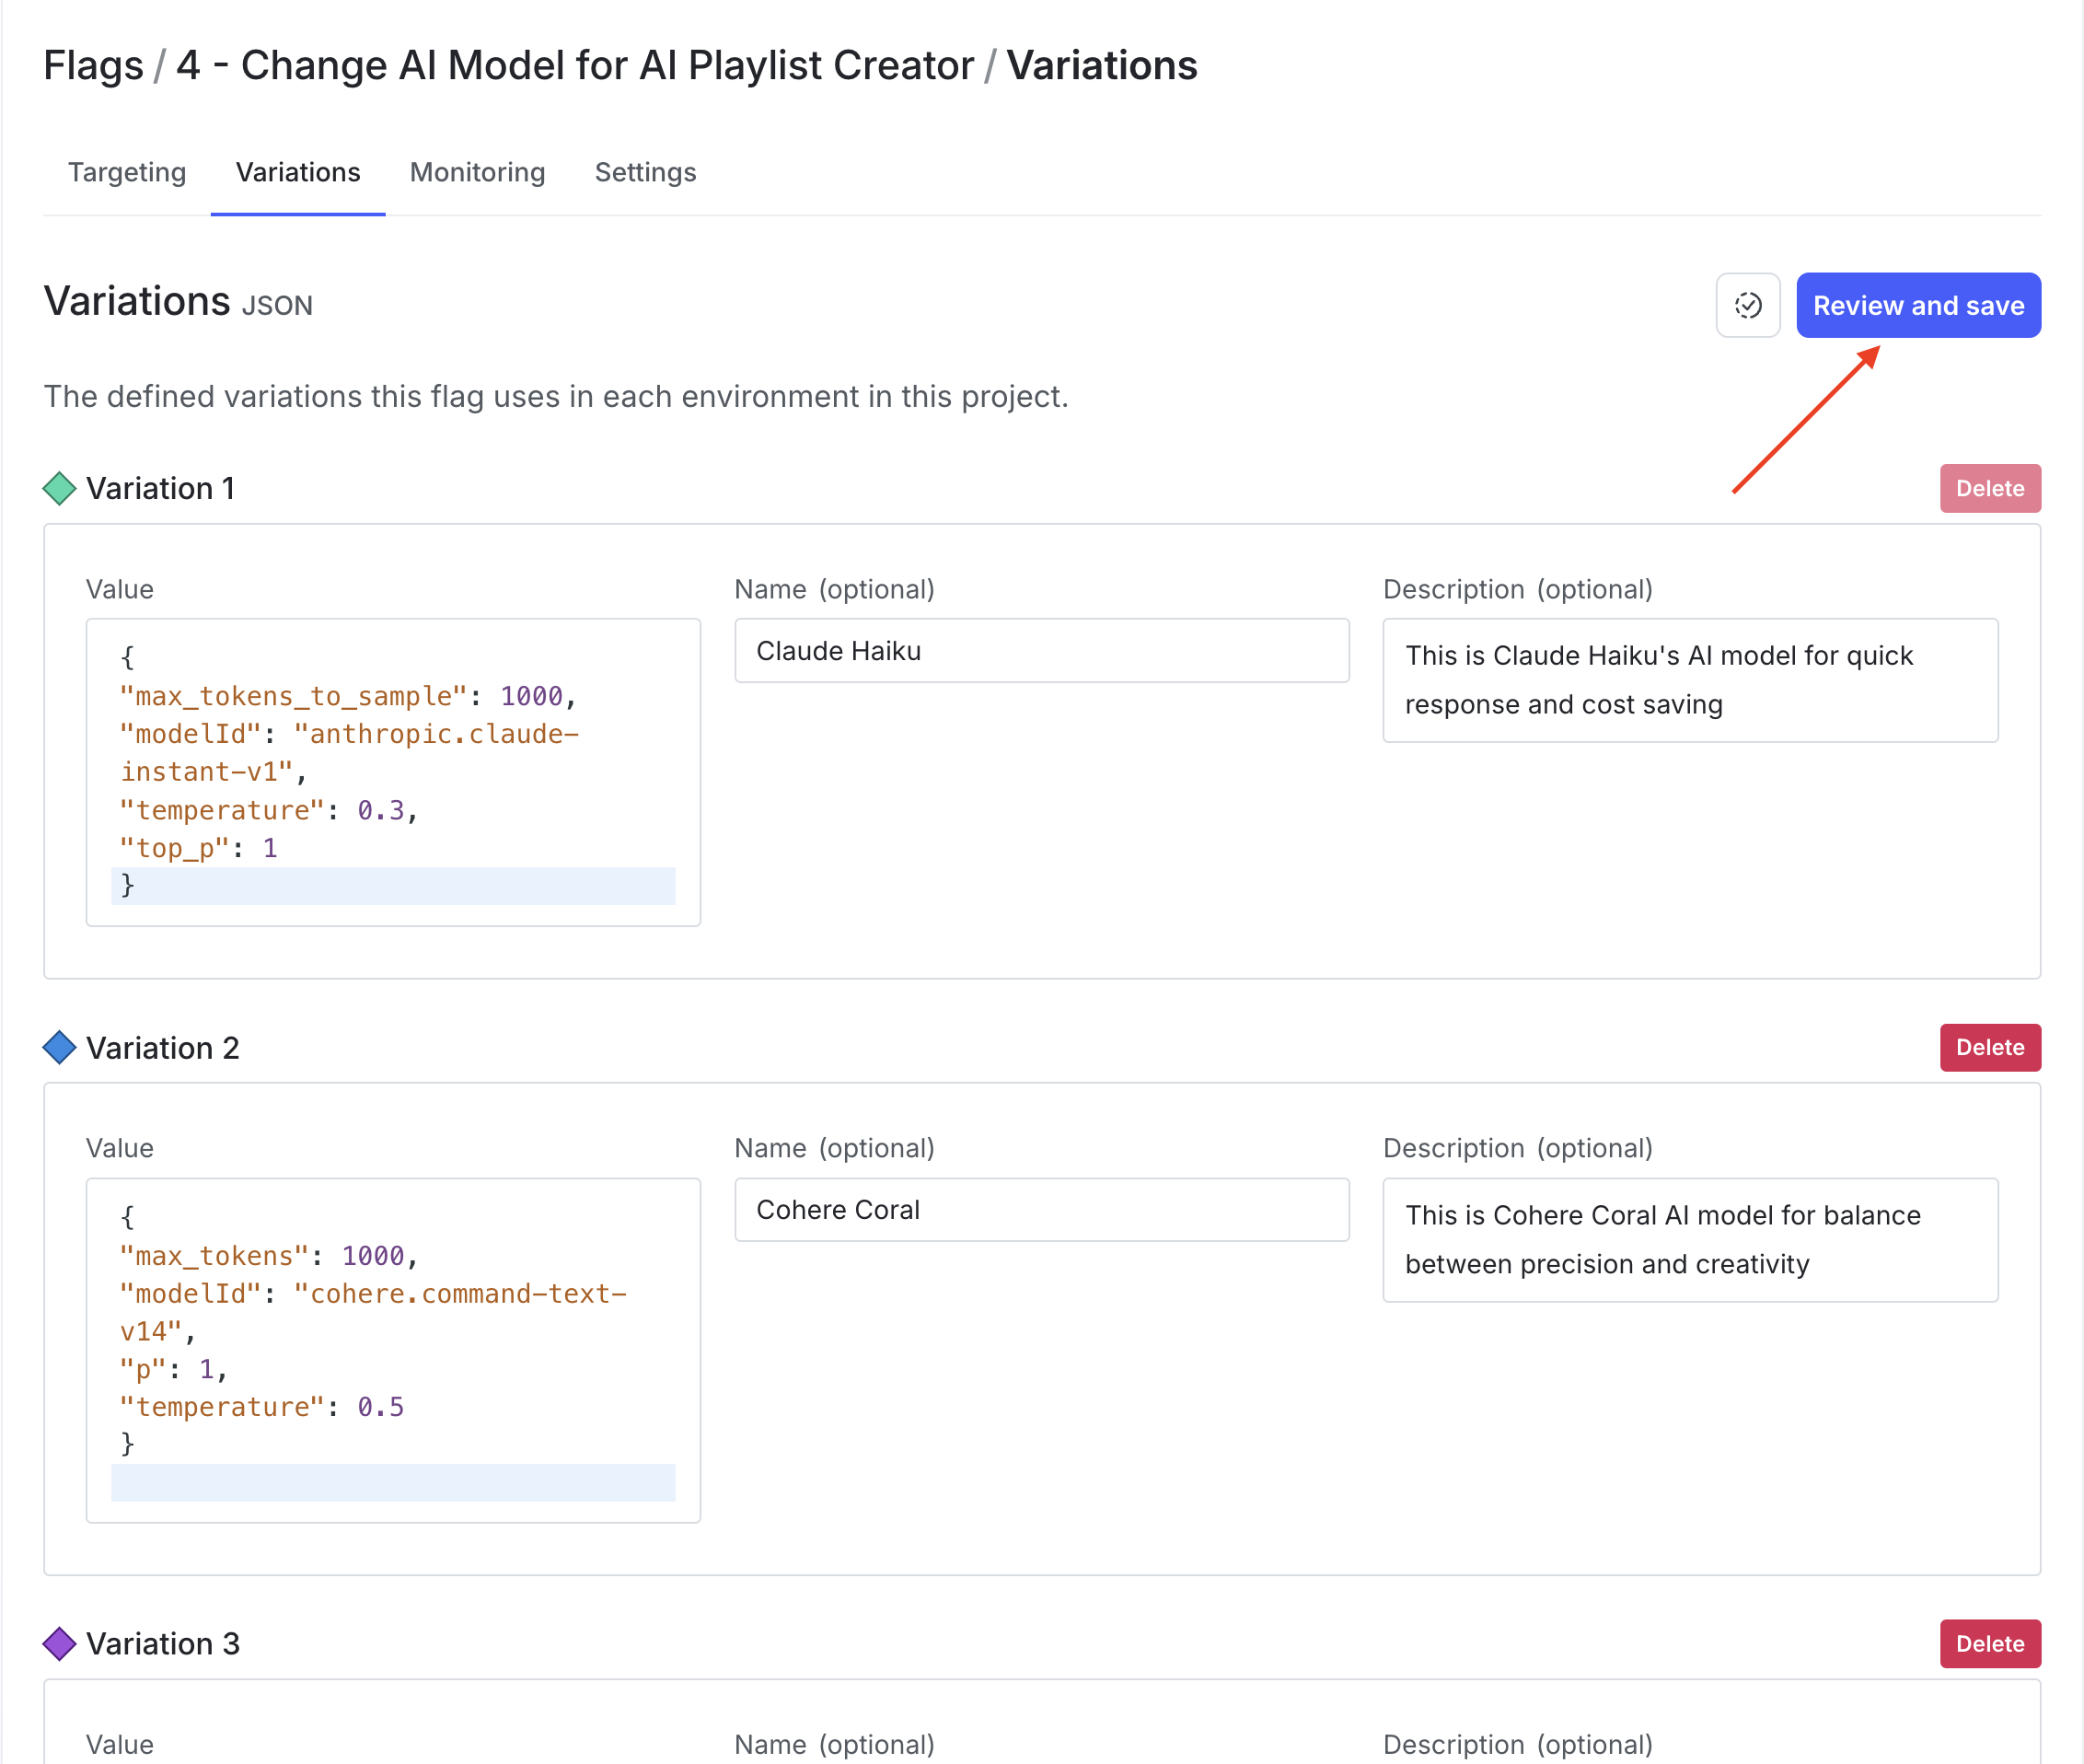 Flags / 4 - Change AI Model for AI Playlist Creator / Variations
Targeting Variations Monitoring Settings
Variations JSON
Review and save
The defined variations this flag uses in each environment in this project.
Variation 1
Delete
Value
Name (optional)
Description (optional)
{
"max_tokens_to_sample": 1000,
"modelId": "anthropic.claude-
instant-v1",
"temperature": 0.3,
"top_p": 1
}
Claude Haiku
This is Claude Haiku's AI model for quick
response and cost saving
Variation 2
Delete
Value
Name (optional)
Description (optional)
{
"max_tokens": 1000,
"modelId": "cohere.command-text-
v14",
"p": 1,
"temperature": 0.5
}
Cohere Coral
This is Cohere Coral AI model for balance
between precision and creativity
Variation 3
Delete
Value
Name (optional)
Description (optional)